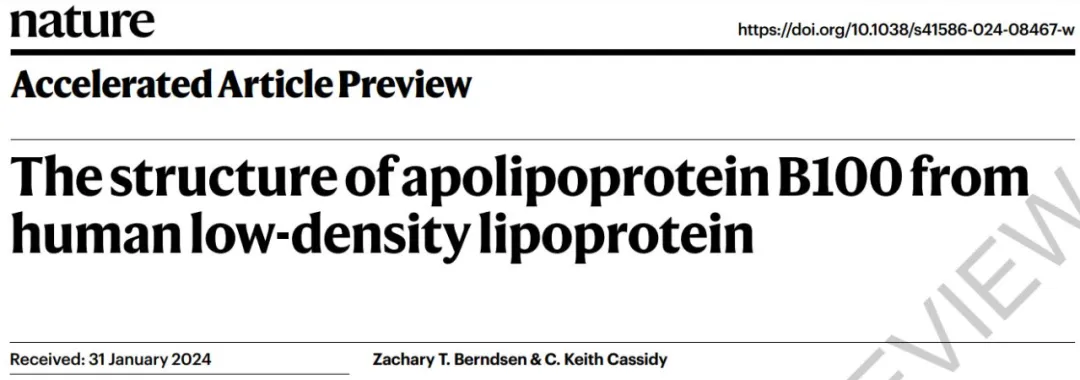 nature
https://doi.org/10.1038/s41586-024-08467-w
Accelerated Article Preview
The structure of apolipoprotein B100 from
human low-density lipoprotein
Received: 31 January 2024
Zachary T. Berndsen & C. Keith Cassidy
EVIEW